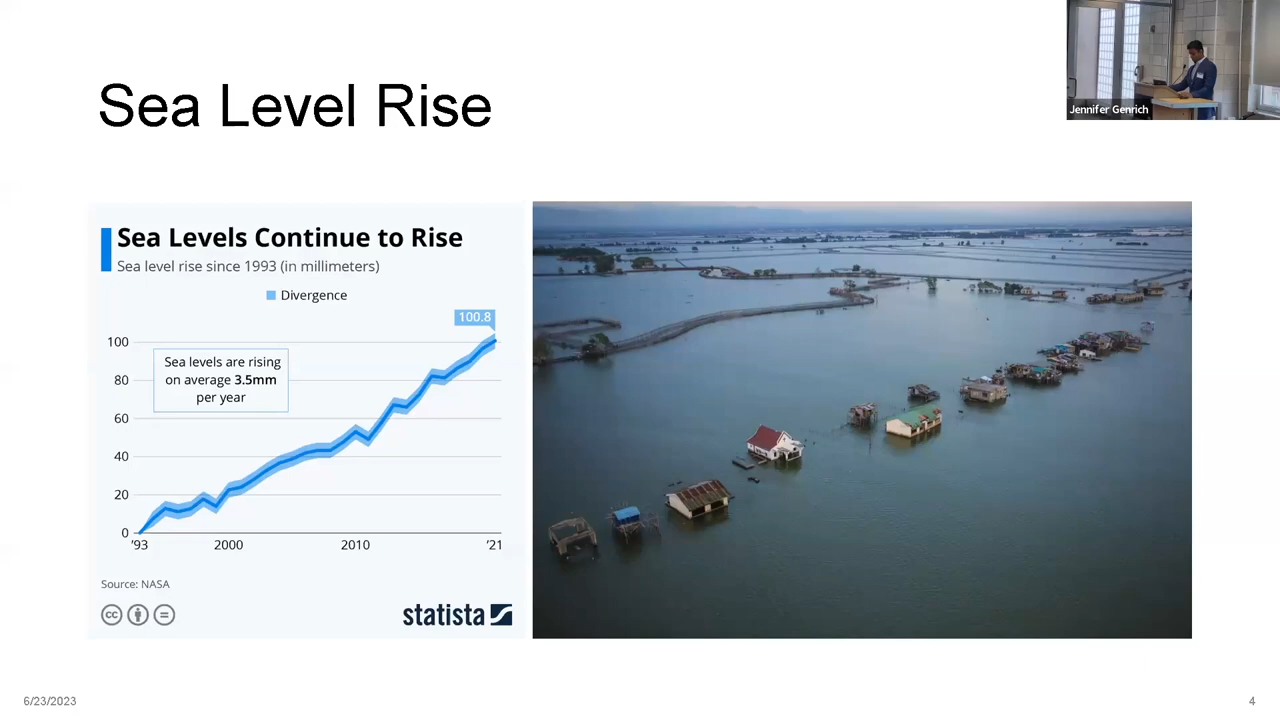 Sea Level Rise
Jennifer Genrich
Sea Levels Continue to Rise
Sea level rise since 1993 (in millimeters)
Divergence
100.8
100
80
60
40
20
0
Sea levels are rising
on average 3.5mm
per year
'93
2000
2010
'21
Source: NASA
cc
statista
6/23/2023
4